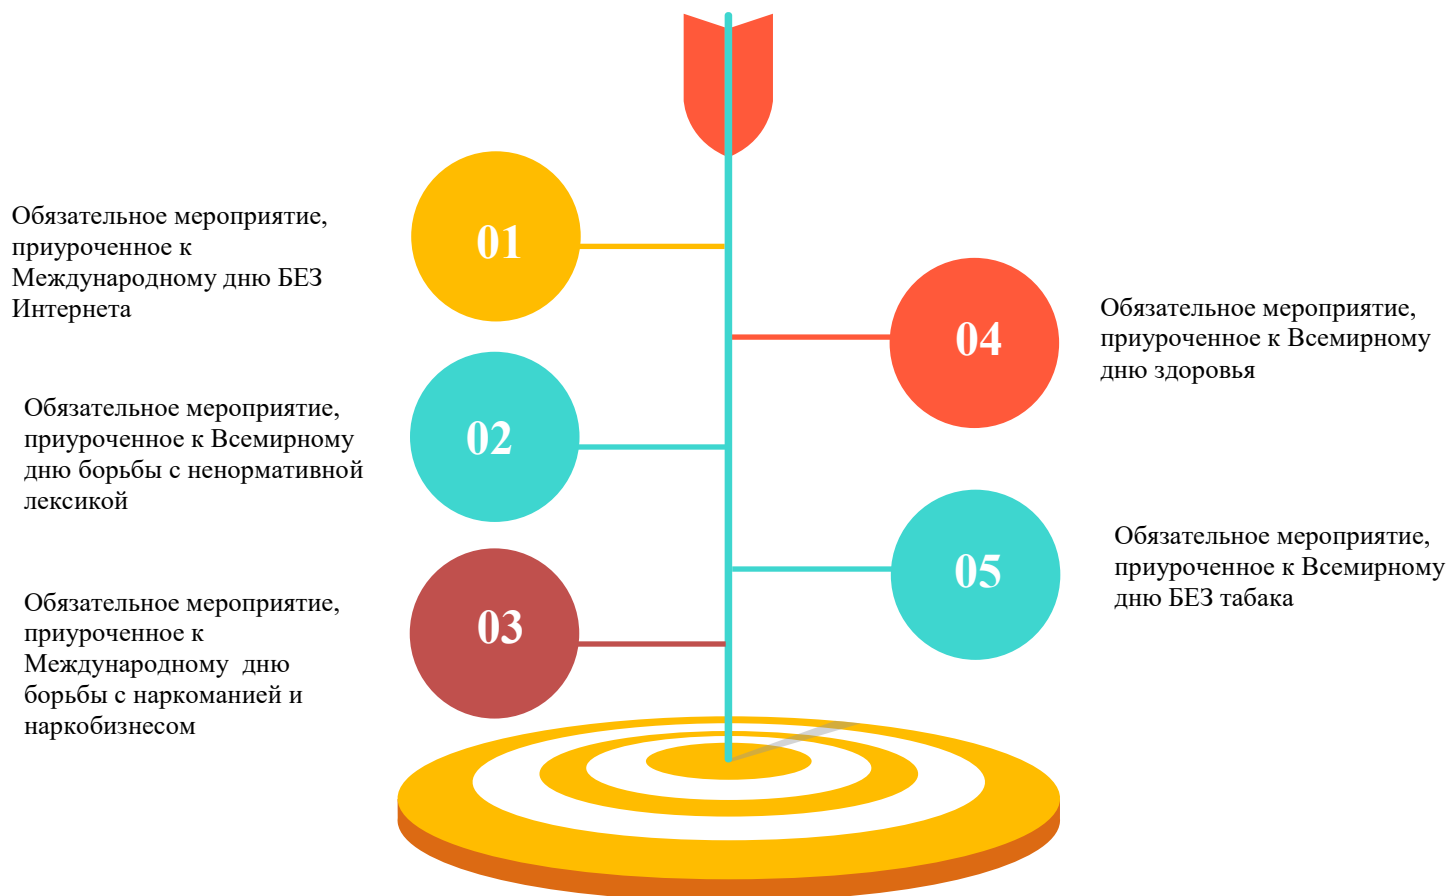 01
Обязательное мероприятие,
приуроченное к
Международному дню БЕЗ
Интернета
02
Обязательное мероприятие,
приуроченное к Всемирному
дню борьбы с ненормативной
лексикой
03
Обязательное мероприятие,
приуроченное к
Международному  дню
борьбы с наркоманией и
наркобизнесом
04
Обязательное мероприятие,
приуроченное к Всемирному
дню здоровья
05
Обязательное мероприятие,
приуроченное к Всемирному
дню БЕЗ табака